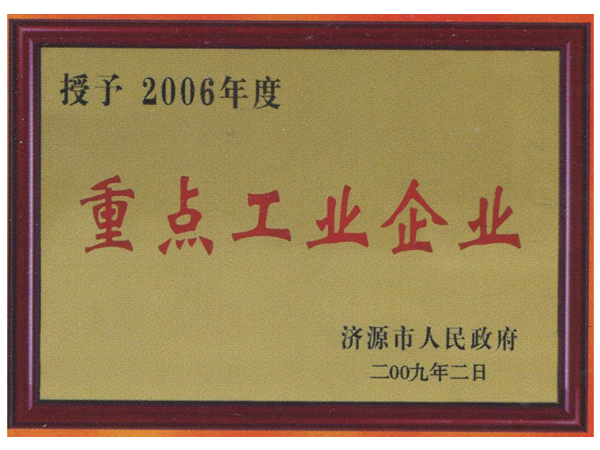 授予 2006年度
重点工业企业
济源市人民政府
二00九年二日